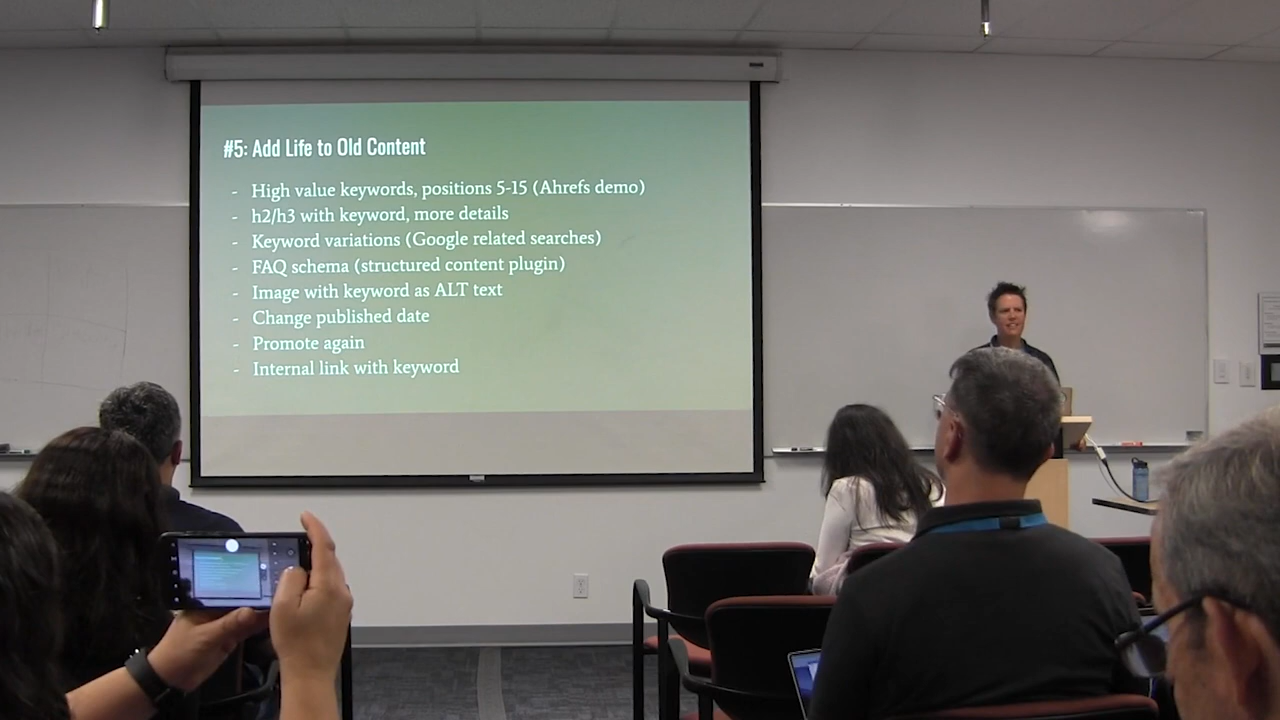 #5: Add Life to Old Content
- High value keywords, positions 5-15 (Ahrefs demo)
- h2/h3 with keyword, more details
- Keyword variations (Google related searches)
- FAQ schema (structured content plugin)
- Image with keyword as ALT text
- Change published date
- Promote again
- Internal link with keyword